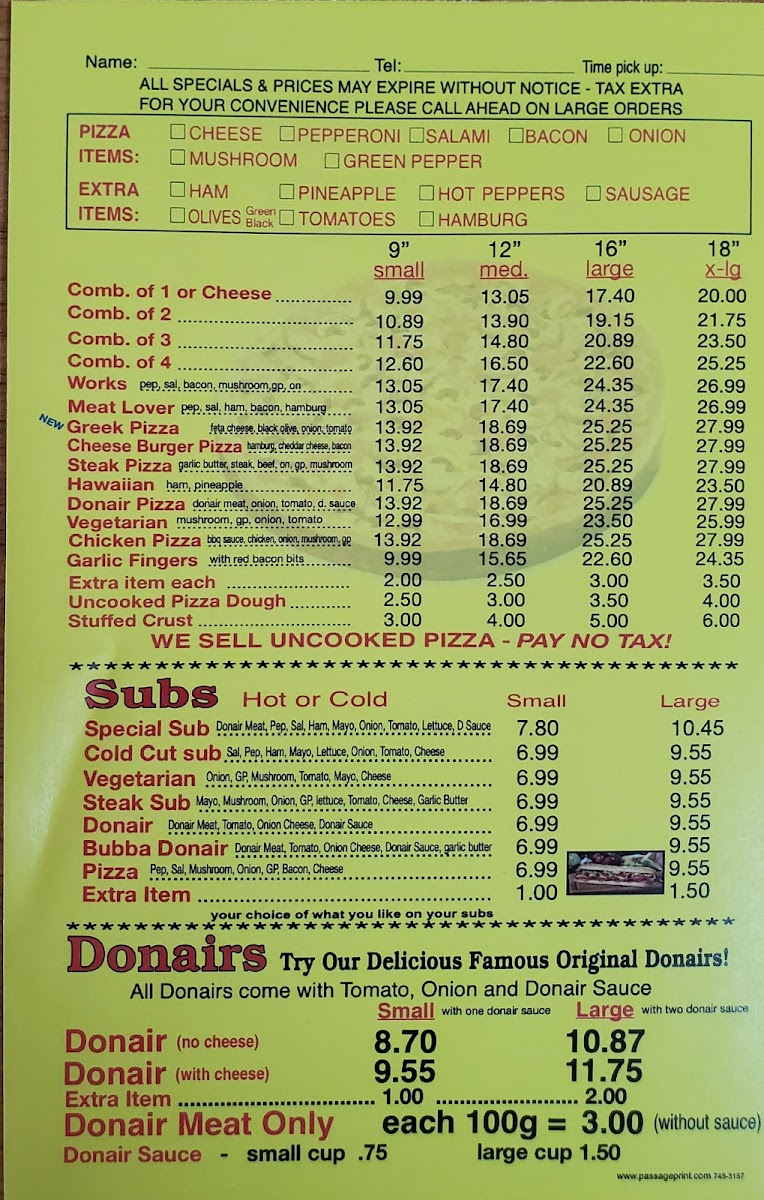 Name: Tel: Time pick up:
ALL SPECIALS & PRICES MAY EXPIRE WITHOUT NOTICE - TAX EXTRA
FOR YOUR CONVENIENCE PLEASE CALL AHEAD ON LARGE ORDERS
PIZZA ☐ CHEESE ☐ PEPPERONI ☐ SALAMI ☐ BACON ☐ ONION
ITEMS: ☐ MUSHROOM ☐ GREEN PEPPER
EXTRA ☐ HAM ☐ PINEAPPLE ☐ HOT PEPPERS ☐ SAUSAGE
ITEMS: ☐ OLIVES Green Black ☐ TOMATOES ☐ HAMBURG
9” 12” 16” 18”
small med. large x-lg
Comb. of 1 or Cheese 9.99 13.05 17.40 20.00
Comb. of 2 10.89 13.90 19.15 21.75
Comb. of 3 11.75 14.80 20.89 23.50
Comb. of 4 12.60 16.50 22.60 25.25
Works pep, sal, bacon, mushroom,gp, on 13.05 17.40 24.35 26.99
Meat Lover pep, sal, ham, bacon, hamburg 13.05 17.40 24.35 26.99
NEW Greek Pizza feta cheese, black olive, onion, tomato 13.92 18.69 25.25 27.99
Cheese Burger Pizza hamburg, cheddar cheese, bacon 13.92 18.69 25.25 27.99
Steak Pizza garlic butter, steak, beef, on, gp, mushroom 13.92 18.69 25.25 27.99
Hawaiian ham, pineapple 11.75 14.80 20.89 23.50
Donair Pizza donair meat, onion, tomato, d. sauce 13.92 18.69 25.25 27.99
Vegetarian mushroom, gp, onion, tomato 12.99 16.99 23.50 25.99
Chicken Pizza bbq sauce, chicken, onion, mushroom, gp 13.92 18.69 25.25 27.99
Garlic Fingers with red bacon bits 9.99 15.65 22.60 24.35
Extra item each 2.00 2.50 3.00 3.50
Uncooked Pizza Dough 2.50 3.00 3.50 4.00
Stuffed Crust 3.00 4.00 5.00 6.00
WE SELL UNCOOKED PIZZA - PAY NO TAX!
Subs Hot or Cold Small Large
Special Sub Donair Meat, Pep, Sal, Ham, Mayo, Onion, Tomato, Lettuce, D Sauce 7.80 10.45
Cold Cut sub Sal, Pep, Ham, Mayo, Lettuce, Onion, Tomato, Cheese 6.99 9.55
Vegetarian Onion, GP, Mushroom, Tomato, Mayo, Cheese 6.99 9.55
Steak Sub Mayo, Mushroom, Onion, GP, lettuce, Tomato, Cheese, Garlic Butter 6.99 9.55
Donair Donair Meat, Tomato, Onion Cheese, Donair Sauce 6.99 9.55
Bubba Donair Donair Meat, Tomato, Onion Cheese, Donair Sauce, garlic butter 6.99 9.55
Pizza Pep, Sal, Mushroom, Onion, GP, Bacon, Cheese 6.99 9.55
Extra Item 1.00 1.50
your choice of what you like on your subs
Donairs Try Our Delicious Famous Original Donairs!
All Donairs come with Tomato, Onion and Donair Sauce
Small with one donair sauce Large with two donair sauce
Donair (no cheese) 8.70 10.87
Donair (with cheese) 9.55 11.75
Extra Item 1.00 2.00
Donair Meat Only each 100g = 3.00 (without sauce)
Donair Sauce - small cup .75 large cup 1.50
www.passageprint.com 745-3157